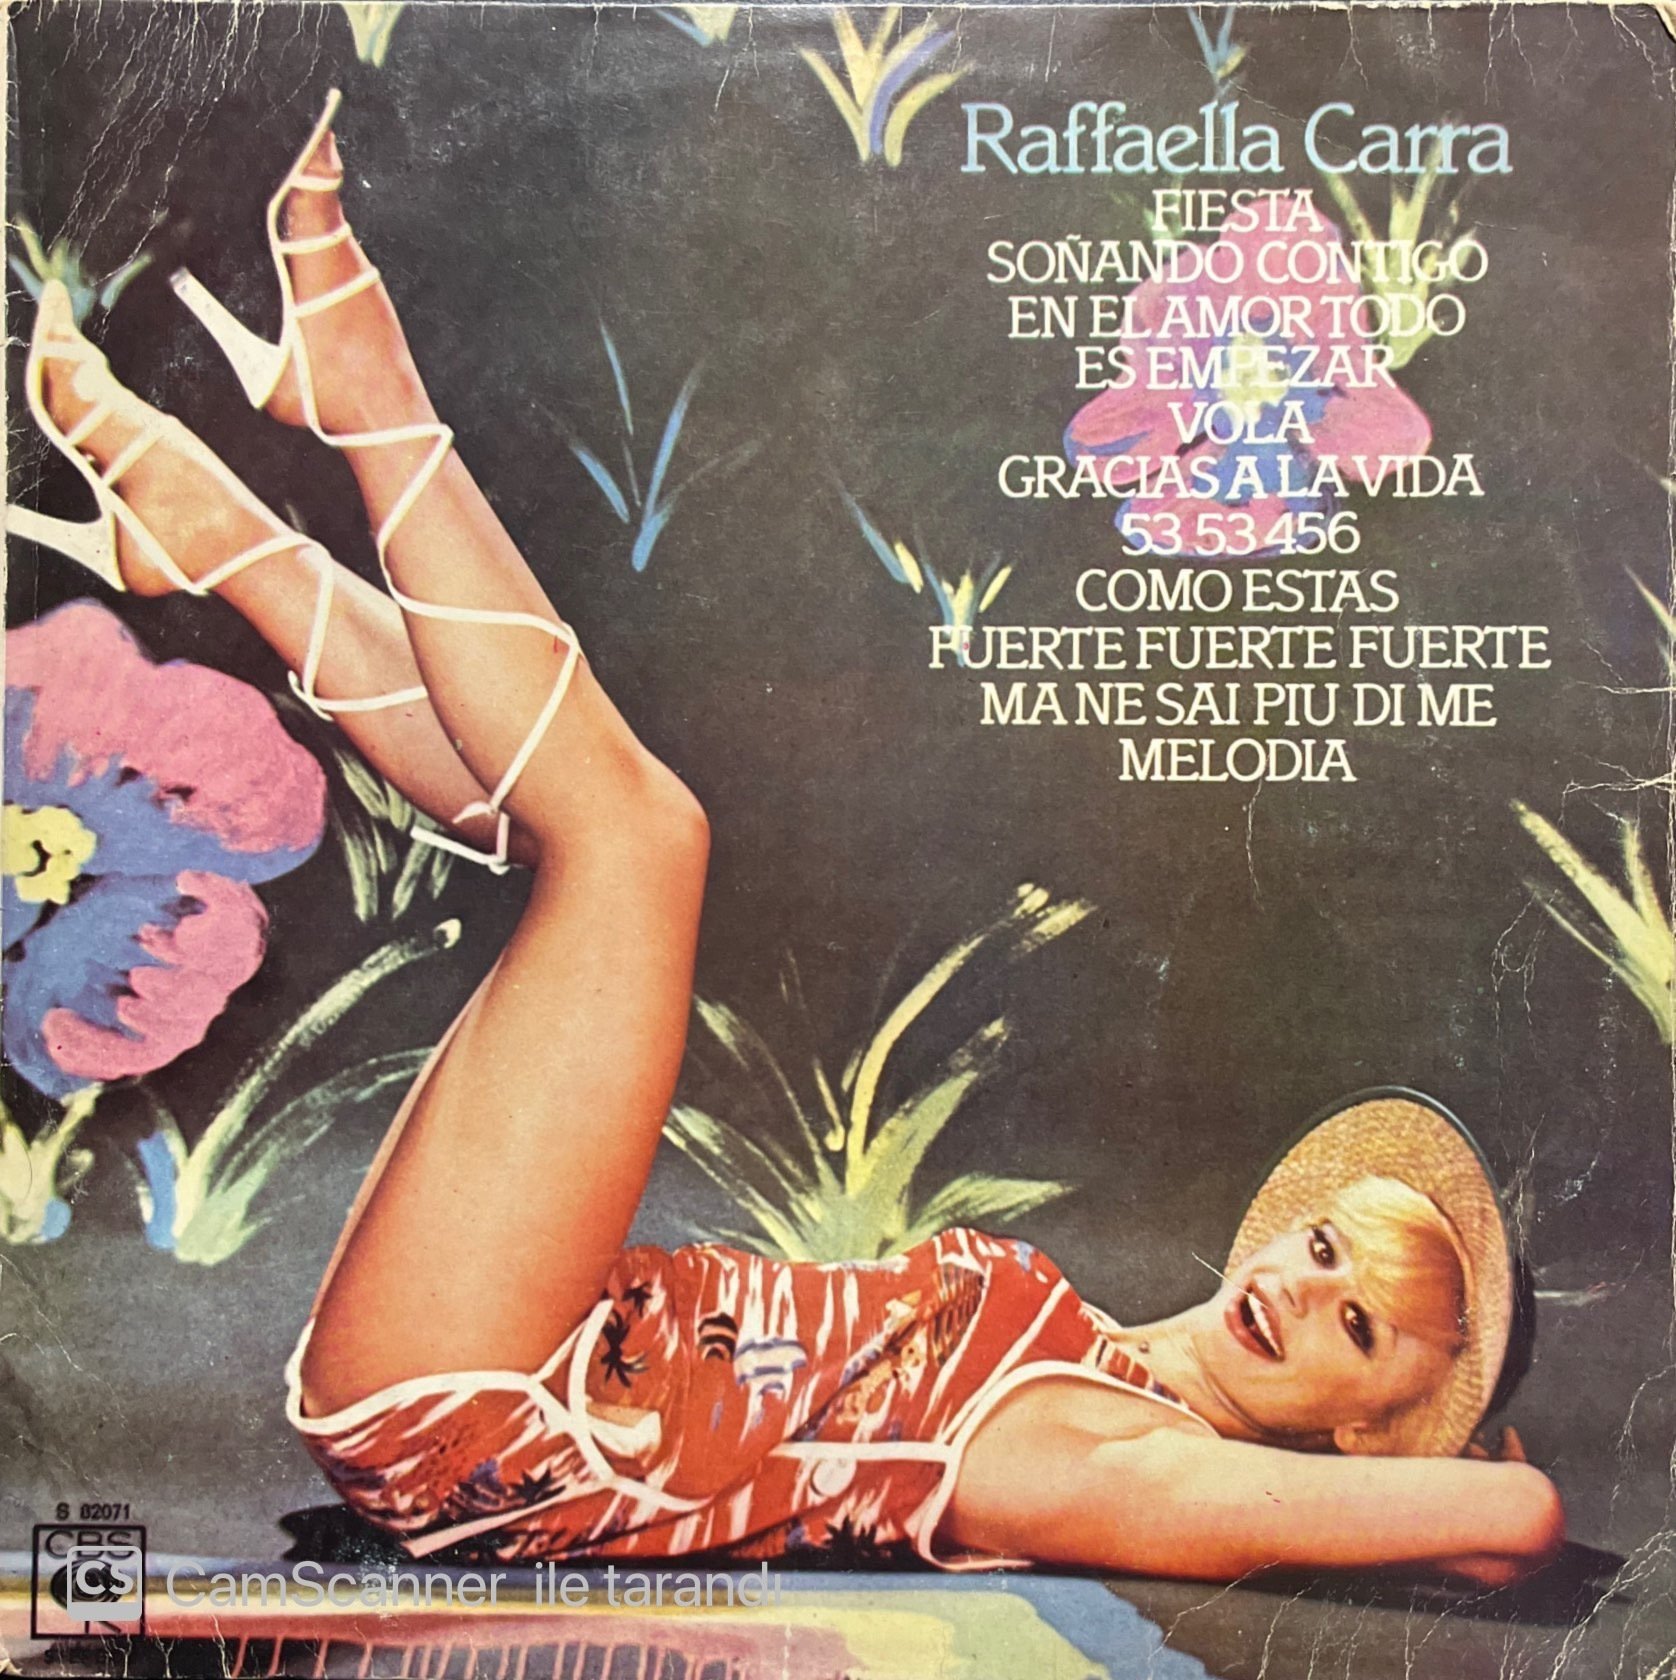 Raffaella Carra
FIESTA
SOÑANDO CONTIGO
EN EL AMOR TODO
ES EMPEZAR
VOLA
GRACIAS A LA VIDA
53 53 456
COMO ESTAS
FUERTE FUERTE FUERTE
MA NE SAI PIU DI ME
MELODIA
S 82071
CBS
CS CamScanner ile tarandı